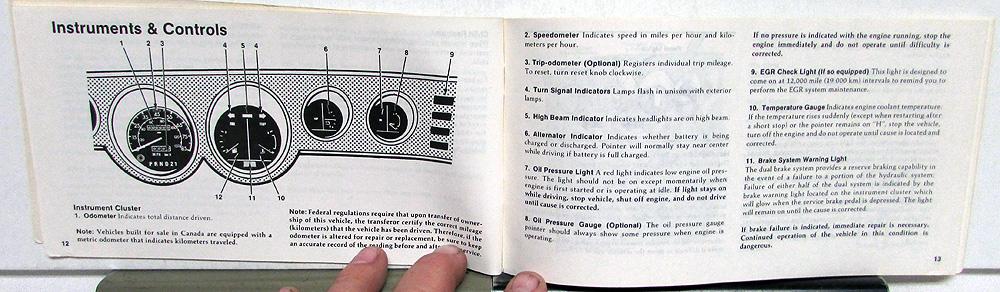 Instruments & Controls
1 2 3 4 5 4 6 7 8 9
PRND21
12 11 10
Instrument Cluster
1. Odometer Indicates total distance driven.
Note: Vehicles built for sale in Canada are equipped with a
metric odometer that indicates kilometers traveled.
12
Note: Federal regulations require that upon transfer of owner-
ship of this vehicle, the transferor certify the correct mileage
(kilometers) that the vehicle has been driven. Therefore, if the
odometer is altered for repair or replacement, be sure to keep
an accurate record of the reading before and after service.
2. Speedometer Indicates speed in miles per hour and kilo-
meters per hour.
3. Trip-odometer (Optional) Registers individual trip mileage.
To reset, turn reset knob clockwise.
4. Turn Signal Indicators Lamps flash in unison with exterior
lamps.
5. High Beam Indicator Indicates headlights are on high beam.
6. Alternator Indicator Indicates whether battery is being
charged or discharged. Pointer will normally stay near center
while driving if battery is full charged.
7. Oil Pressure Light A red light indicates low engine oil pres-
sure. The light should not be on except momentarily when
engine is first started or is operating at idle. If light stays on
while driving, stop vehicle, shut off engine, and do not drive
until cause is corrected.
8. Oil Pressure Gauge (Optional) The oil pressure gauge
pointer should always show some pressure when engine is
operating.
If no pressure is indicated with the engine running, stop the
engine immediately and do not operate until difficulty is
corrected.
9. EGR Check Light (If so equipped) This light is designed to
come on at 12,000 mile (19 000 km) intervals to remind you to
perform the EGR system maintenance.
10. Temperature Gauge Indicates engine coolant temperature.
If the temperature rises suddenly (except when restarting after
a short stop) or the pointer remains on "H", stop the vehicle,
turn off the engine and do not operate until cause is located and
corrected.
11. Brake System Warning Light
The dual brake system provides a reserve braking capability in
the event of a failure to a portion of the hydraulic system.
Failure of either half of the dual system is indicated by the
brake warning light located on the instrument cluster which
will glow when the service brake pedal is depressed. The light
will remain on until the cause is corrected.
If brake failure is indicated, immediate repair is necessary.
Continued operation of the vehicle in this condition is
dangerous.
13